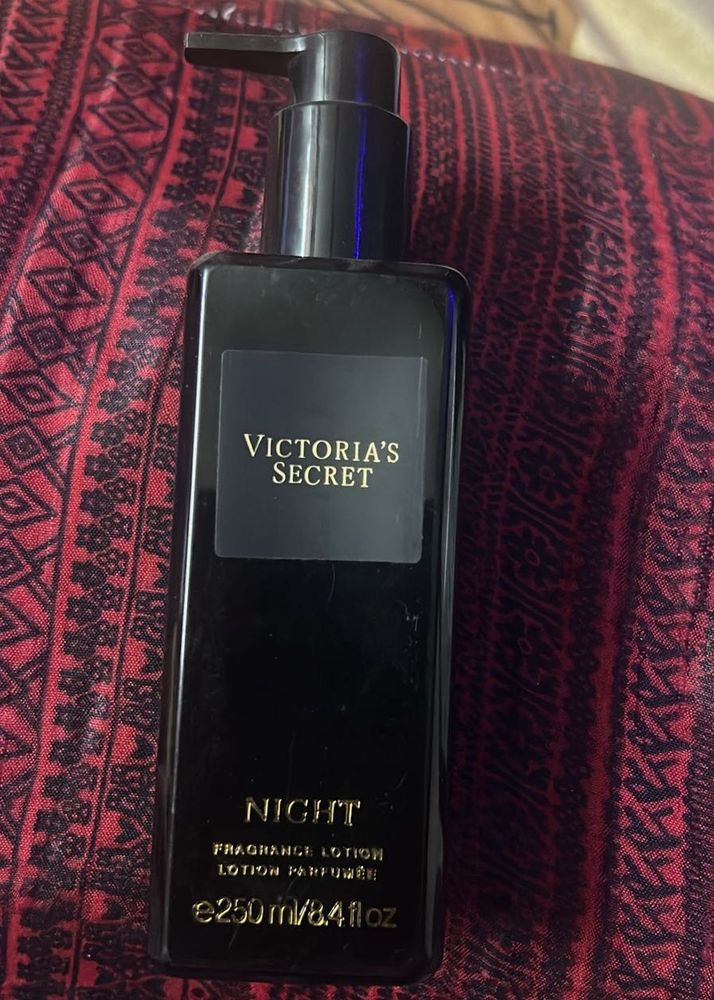 VICTORIA'S
SECRET
NIGHT
FRAGRANCE LOTION
LOTION PARFUMÉE
℮250 ml/8.4 fl oz